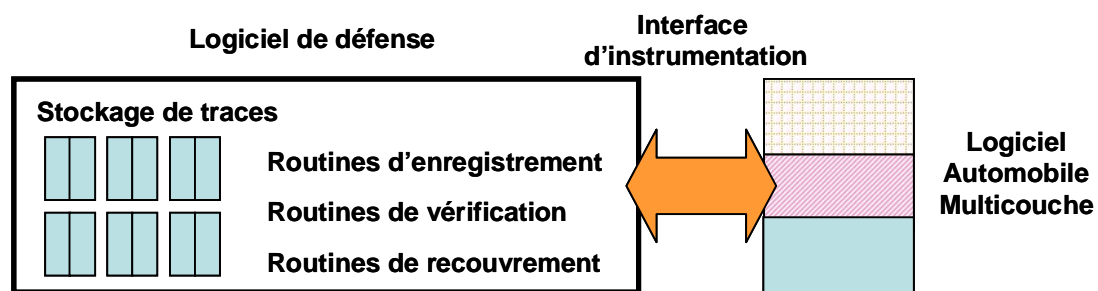 Logiciel de défense
Interface
d’instrumentation
Stockage de traces
Routines d’enregistrement
Routines de vérification
Routines de recouvrement
Logiciel
Automobile
Multicouche